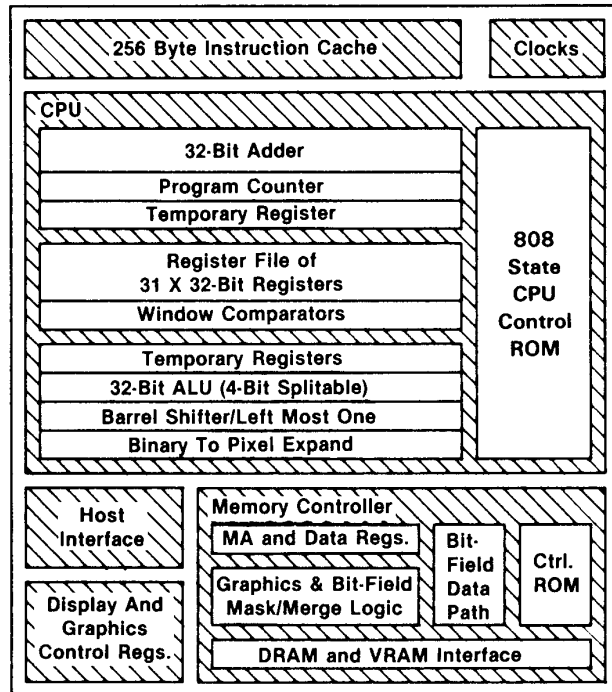 256 Byte Instruction Cache
Clocks
CPU
32-Bit Adder
Program Counter
Temporary Register
Register File of
31 X 32-Bit Registers
Window Comparators
Temporary Registers
32-Bit ALU (4-Bit Splitable)
Barrel Shifter/Left Most One
Binary To Pixel Expand
808
State
CPU
Control
ROM
Host
Interface
Display And
Graphics
Control Regs.
Memory Controller
MA and Data Regs.
Graphics & Bit-Field
Mask/Merge Logic
Bit-
Field
Data
Path
Ctrl.
ROM
DRAM and VRAM Interface